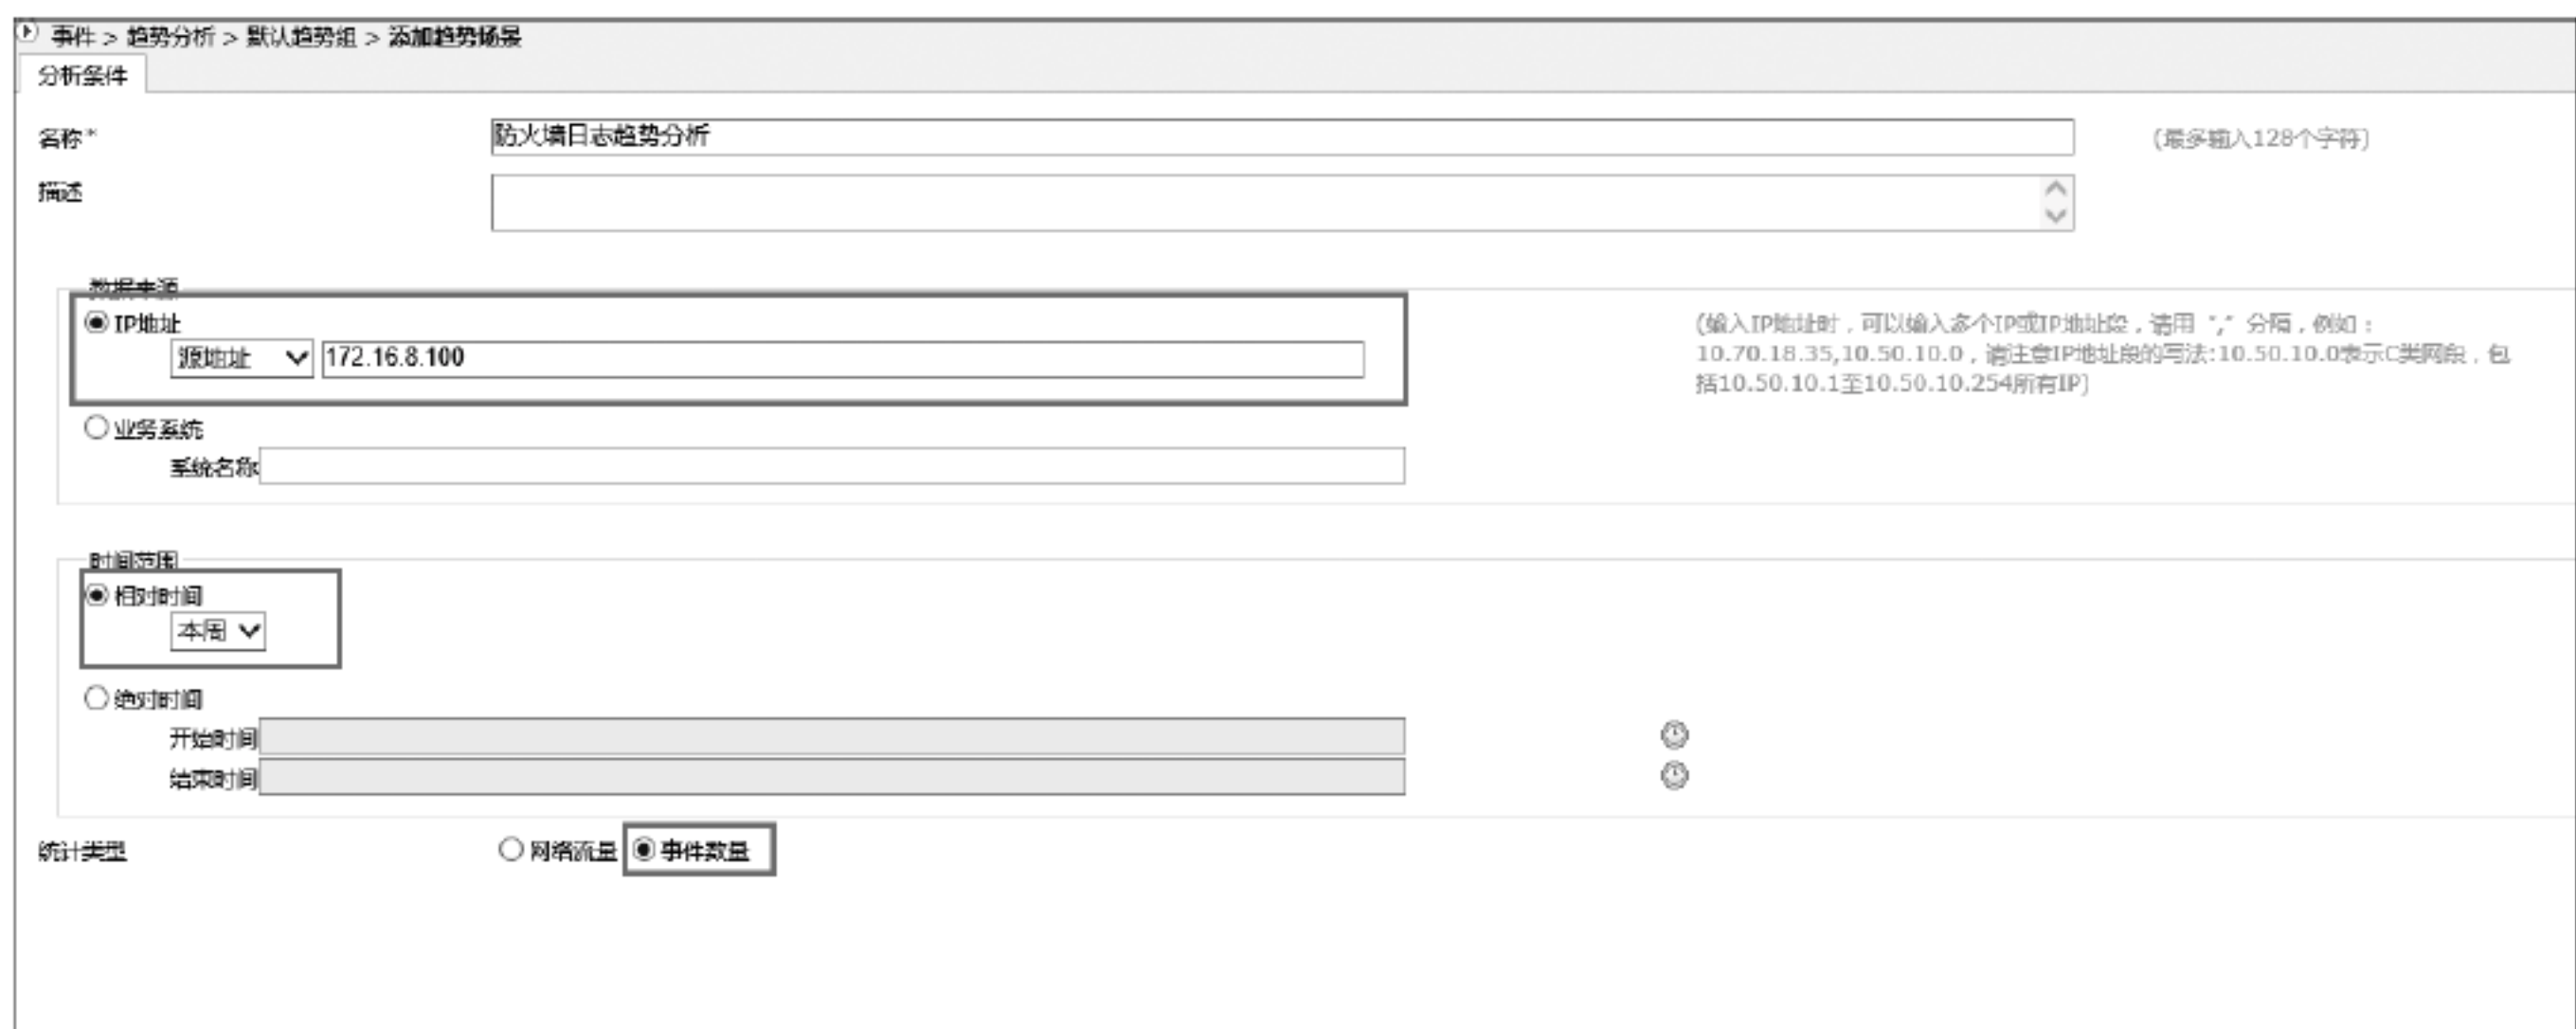 事件 > 趋势分析 > 默认趋势组 > 添加趋势场景
分析条件
名称* 防火墙日志趋势分析 (最多输入128个字符)
描述
数据来源
IP地址
源地址 172.16.8.100
(输入IP地址时，可以输入多个IP或IP地址段，请用 "," 分隔，例如：
10.70.18.35,10.50.10.0，请注意IP地址段的写法:10.50.10.0表示C类网段，包
括10.50.10.1至10.50.10.254所有IP)
业务系统
系统名称
时间范围
相对时间
本周
绝对时间
开始时间
结束时间
统计类型 网络流量 事件数量